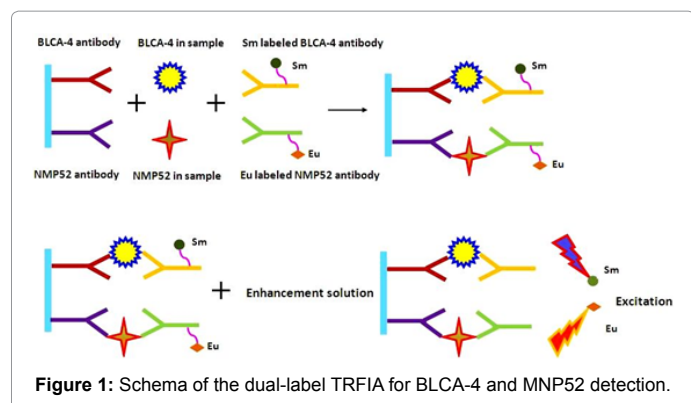 BLCA-4 antibody
BLCA-4 in sample
Sm labeled BLCA-4 antibody
Sm
Sm
+
+
Eu
Eu
NMP52 antibody
NMP52 in sample
Eu labeled NMP52 antibody
Sm
Sm
+
Enhancement solution
Excitation
Eu
Eu
Figure 1: Schema of the dual-label TRFIA for BLCA-4 and MNP52 detection.